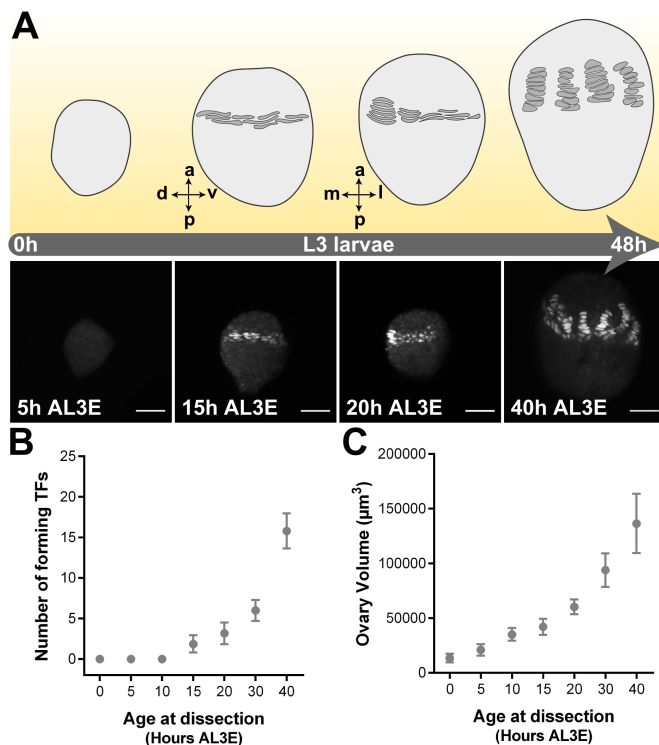 A
a
d v
p
a
m l
p
0h L3 larvae 48h
5h AL3E 15h AL3E 20h AL3E 40h AL3E
B
Number of forming TFs
25
20
15
10
5
0
0 5 10 15 20 30 40
Age at dissection
(Hours AL3E)
C
Ovary Volume (µm³)
200000
150000
100000
50000
0
0 5 10 15 20 30 40
Age at dissection
(Hours AL3E)